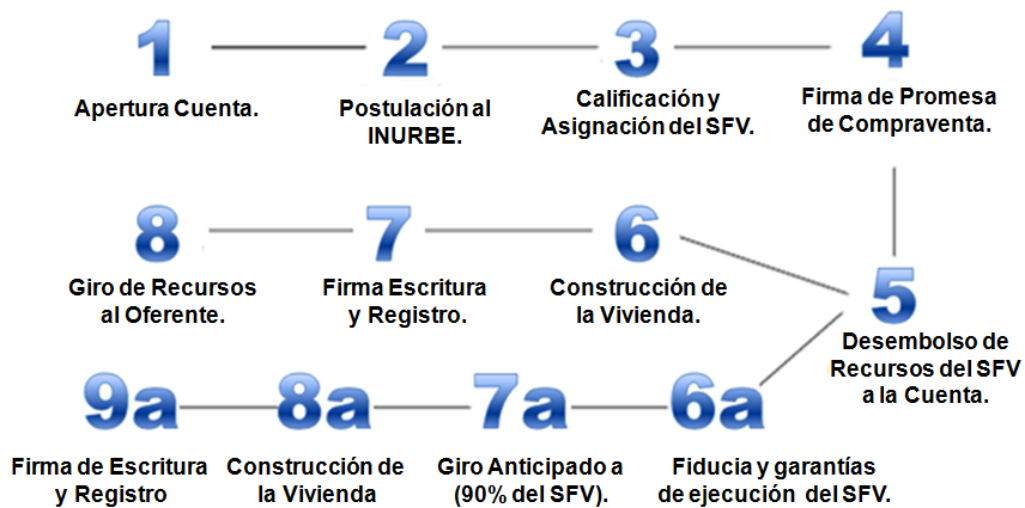 1
Apertura Cuenta.
2
Postulación al
INURBE.
3
Calificación y
Asignación del SFV.
4
Firma de Promesa
de Compraventa.
8
Giro de Recursos
al Oferente.
7
Firma Escritura
y Registro.
6
Construcción de
la Vivienda.
5
Desembolso de
Recursos del SFV
a la Cuenta.
9a
Firma de Escritura
y Registro
8a
Construcción de
la Vivienda
7a
Giro Anticipado a
(90% del SFV).
6a
Fiducia y garantías
de ejecución del SFV.